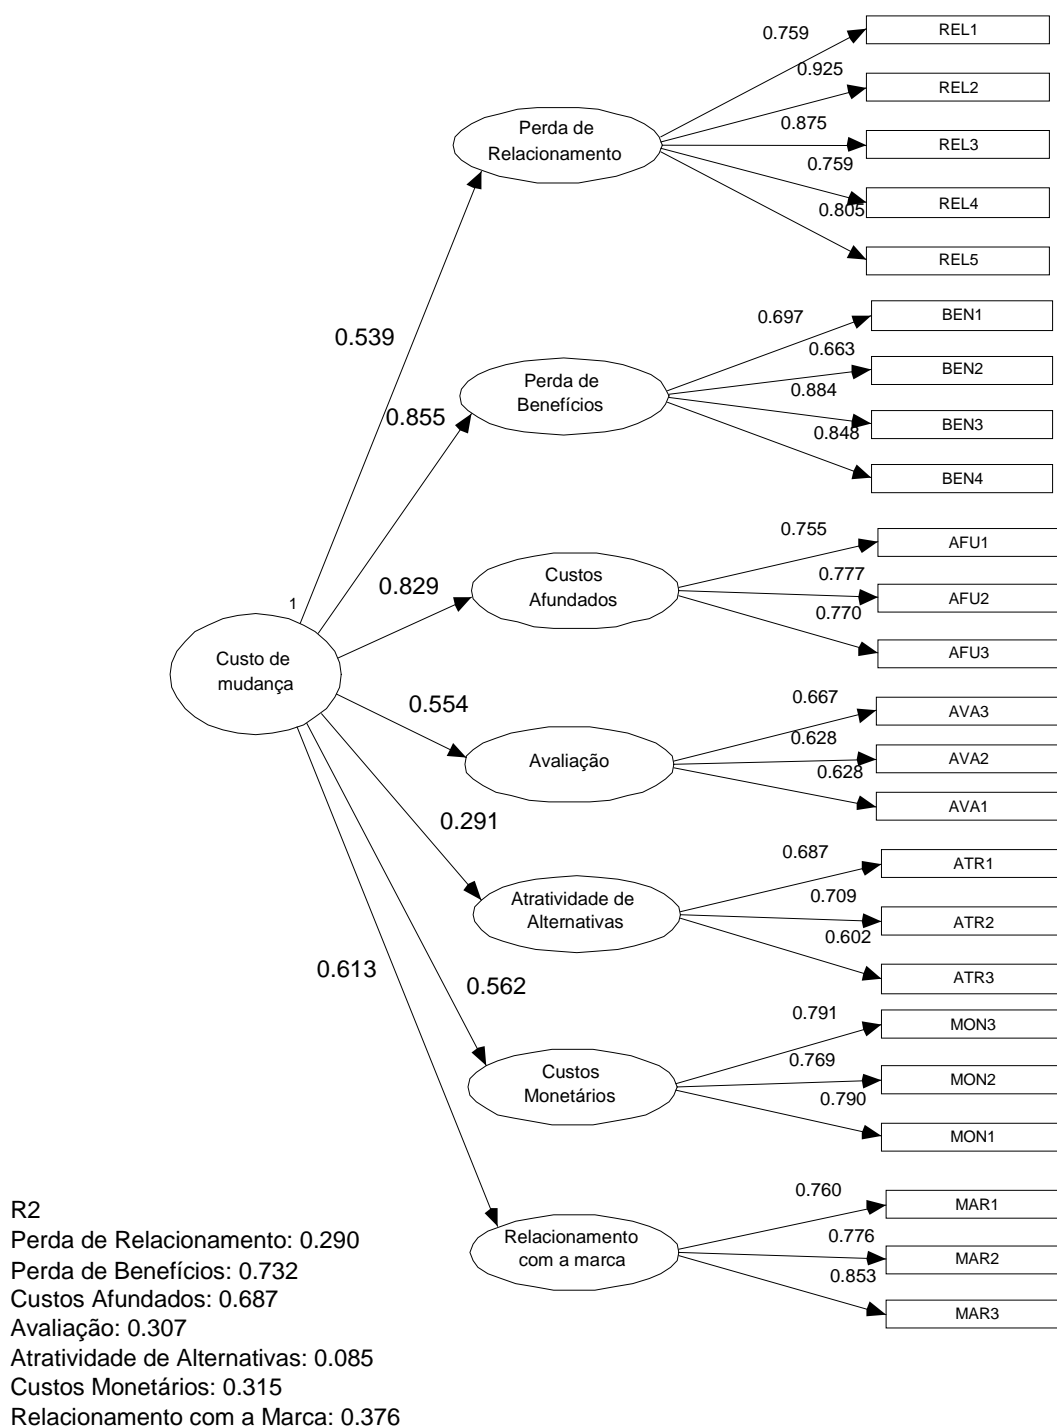 0.759
REL1
0.925
REL2
Perda de
Relacionamento
0.875
REL3
0.759
REL4
0.805
REL5
0.539
0.697
BEN1
0.663
BEN2
Perda de
Benefícios
0.884
BEN3
0.855
0.848
BEN4
0.755
AFU1
Custos
Afundados
0.777
AFU2
0.829
0.770
AFU3
1
Custo de
mudança
0.554
0.667
AVA3
0.628
AVA2
Avaliação
0.628
AVA1
0.291
0.687
ATR1
Atratividade de
Alternativas
0.709
ATR2
0.602
ATR3
0.613
0.562
0.791
MON3
Custos
Monetários
0.769
MON2
0.790
MON1
0.760
MAR1
Relacionamento
com a marca
0.776
MAR2
0.853
MAR3
R2
Perda de Relacionamento: 0.290
Perda de Benefícios: 0.732
Custos Afundados: 0.687
Avaliação: 0.307
Atratividade de Alternativas: 0.085
Custos Monetários: 0.315
Relacionamento com a Marca: 0.376